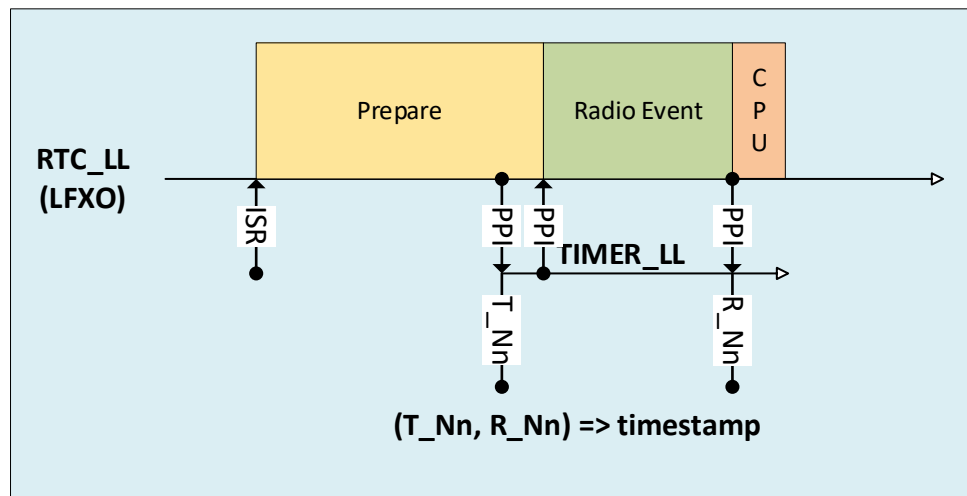 Prepare
Radio Event
C
P
U
RTC_LL
(LFXO)
ISR
PPI
PPI
PPI
TIMER_LL
T_Nn
R_Nn
(T_Nn, R_Nn) => timestamp